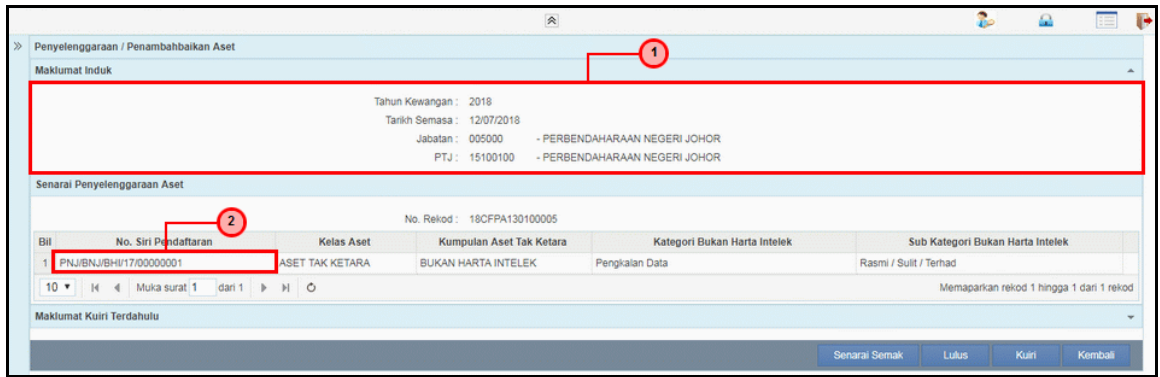 Penyelenggaraan / Penambahbaikan Aset
1
Maklumat Induk
Tahun Kewangan : 2018
Tarikh Semasa : 12/07/2018
Jabatan : 005000 - PERBENDAHARAAN NEGERI JOHOR
PTJ : 15100100 - PERBENDAHARAAN NEGERI JOHOR
Senarai Penyelenggaraan Aset
2
No. Rekod : 18CFPA130100005
Bil No. Siri Pendaftaran Kelas Aset Kumpulan Aset Tak Ketara Kategori Bukan Harta Intelek Sub Kategori Bukan Harta Intelek
1 PNJ/BNJ/BHI/17/00000001 ASET TAK KETARA BUKAN HARTA INTELEK Pengkalan Data Rasmi / Sulit / Terhad
10 Muka surat 1 dari 1 Memaparkan rekod 1 hingga 1 dari 1 rekod
Maklumat Kuiri Terdahulu
Senarai Semak Lulus Kuiri Kembali